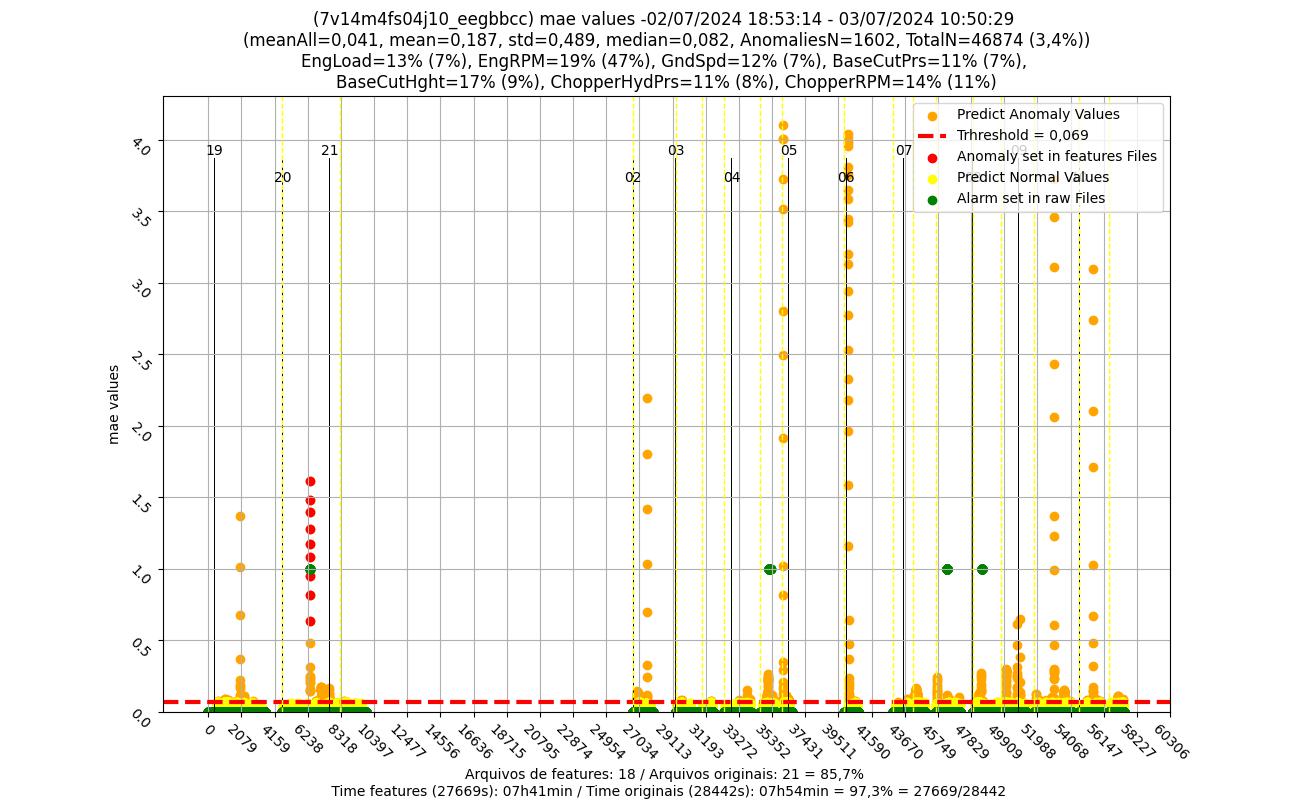 (7v14m4fs04j10_eegbbcc) mae values -02/07/2024 18:53:14 - 03/07/2024 10:50:29
(meanAll=0,041, mean=0,187, std=0,489, median=0,082, AnomaliesN=1602, TotalN=46874 (3,4%))
EngLoad=13% (7%), EngRPM=19% (47%), GndSpd=12% (7%), BaseCutPrs=11% (7%),
BaseCutHght=17% (9%), ChopperHydPrs=11% (8%), ChopperRPM=14% (11%)
Predict Anomaly Values
Trhreshold = 0,069
Anomaly set in features Files
Predict Normal Values
Alarm set in raw Files
19 21 03 05 07 09
20 02 04 06
mae values
4.0
3.5
3.0
2.5
2.0
1.5
1.0
0.5
0.0
0 2079 4159 6238 8318 10397 12477 14556 16636 18715 20795 22874 24954 27034 29113 31193 33272 35352 37431 39511 41590 43670 45749 47829 49909 51988 54068 56147 58227 60306
Arquivos de features: 18 / Arquivos originais: 21 = 85,7%
Time features (27669s): 07h41min / Time originais (28442s): 07h54min = 97,3% = 27669/28442